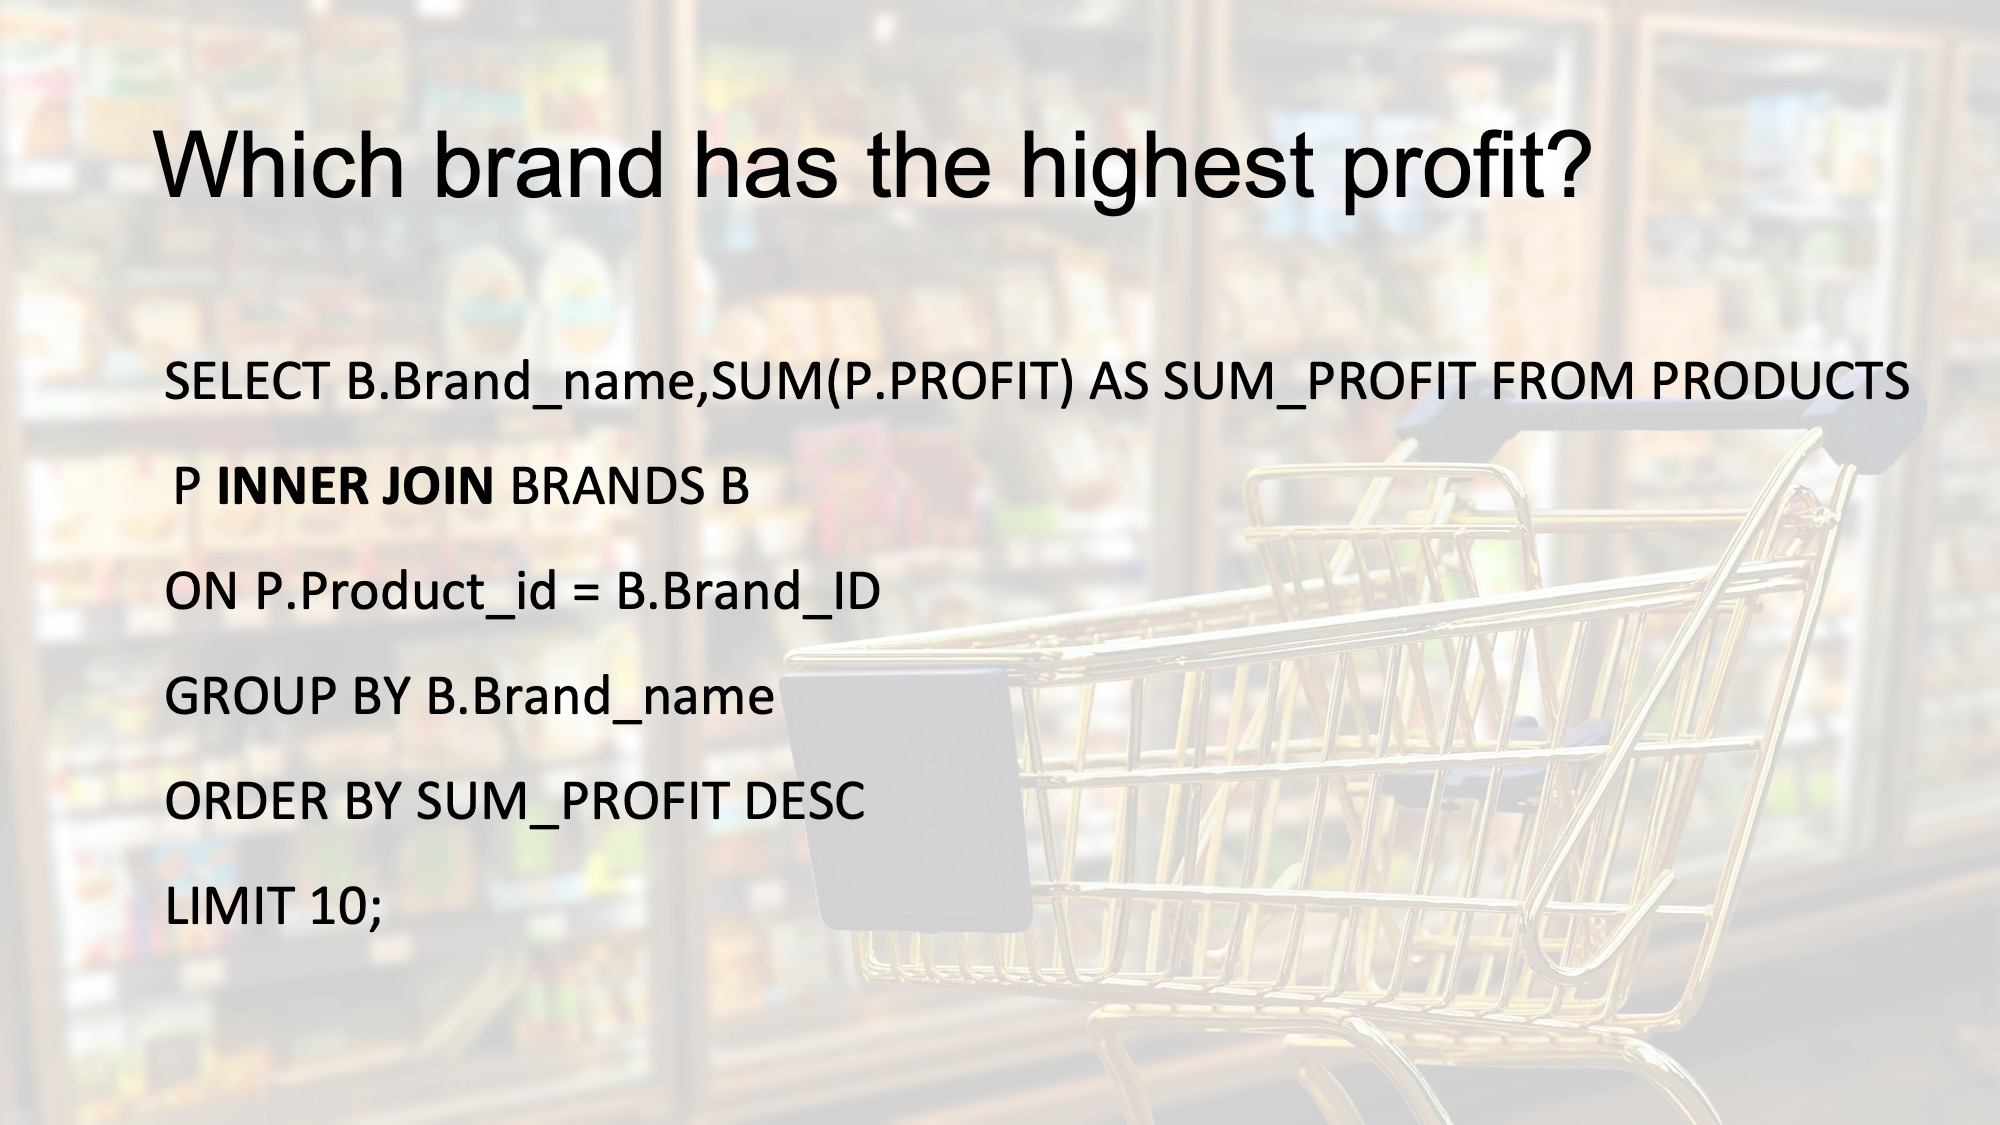 Which brand has the highest profit?
SELECT B.Brand_name,SUM(P.PROFIT) AS SUM_PROFIT FROM PRODUCTS
P INNER JOIN BRANDS B
ON P.Product_id = B.Brand_ID
GROUP BY B.Brand_name
ORDER BY SUM_PROFIT DESC
LIMIT 10;